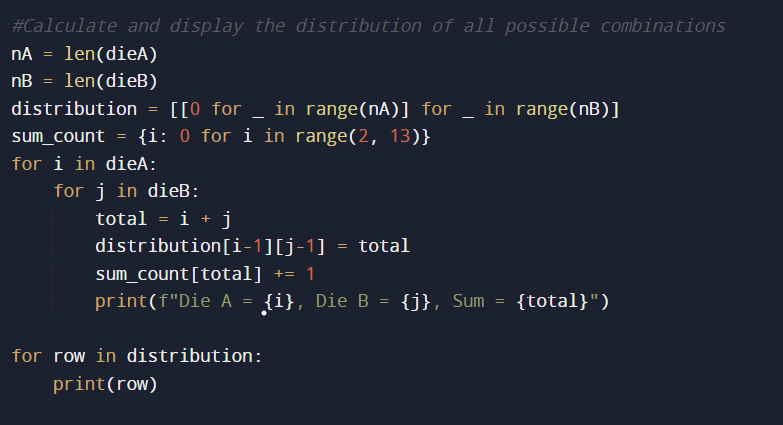 #Calculate and display the distribution of all possible combinations
nA = len(dieA)
nB = len(dieB)
distribution = [[0 for _ in range(nA)] for _ in range(nB)]
sum_count = {i: 0 for i in range(2, 13)}
for i in dieA:
    for j in dieB:
        total = i + j
        distribution[i-1][j-1] = total
        sum_count[total] += 1
        print(f"Die A = {i}, Die B = {j}, Sum = {total}")
for row in distribution:
    print(row)